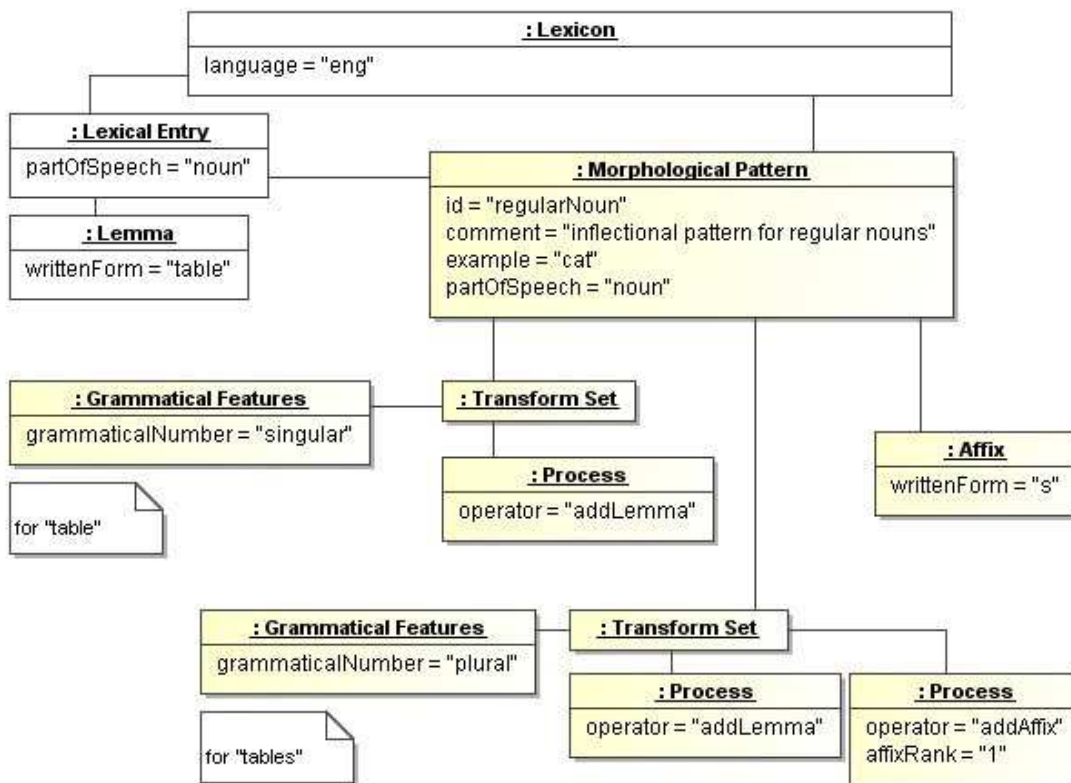 : Lexicon
language = "eng"
: Lexical Entry
partOfSpeech = "noun"
: Lemma
writtenForm = "table"
: Morphological Pattern
id = "regularNoun"
comment = "inflectional pattern for regular nouns"
example = "cat"
partOfSpeech = "noun"
: Grammatical Features
grammaticalNumber = "singular"
for "table"
: Transform Set
: Process
operator = "addLemma"
: Affix
writtenForm = "s"
: Grammatical Features
grammaticalNumber = "plural"
for "tables"
: Transform Set
: Process
operator = "addLemma"
: Process
operator = "addAffix"
affixRank = "1"